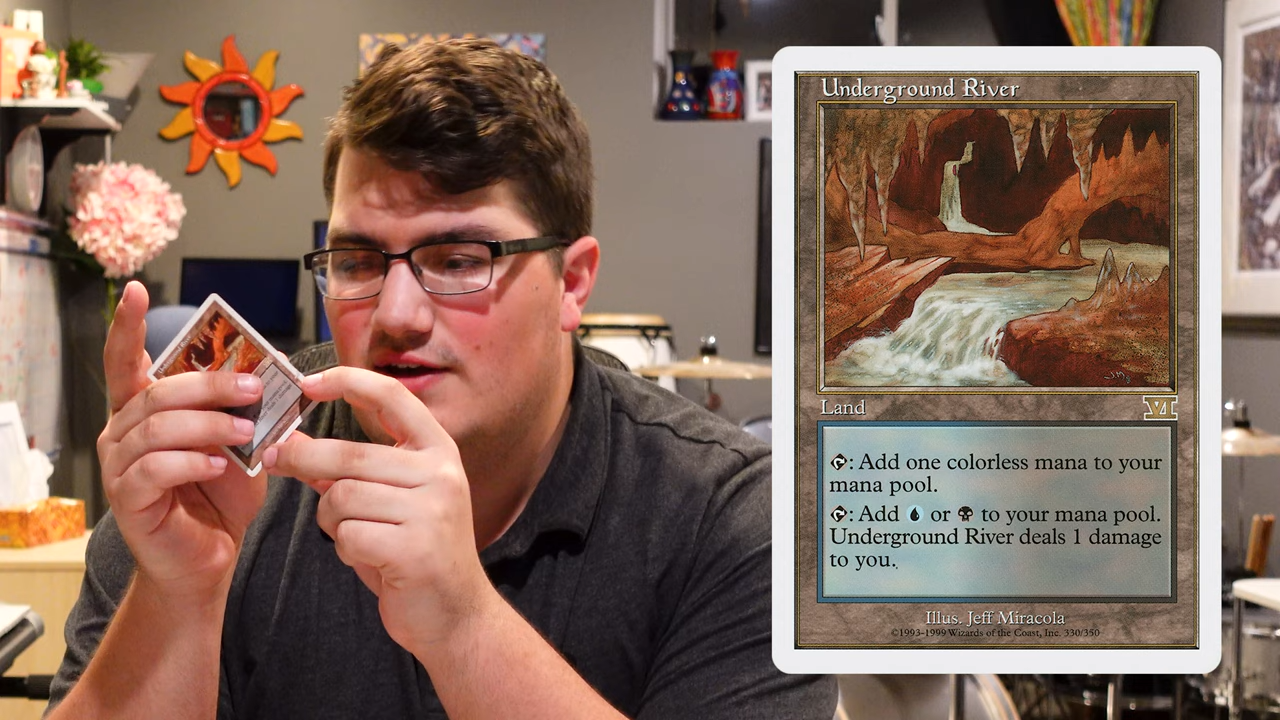 Underground River
Land
VI
: Add one colorless mana to your
mana pool.
: Add or to your mana pool.
Underground River deals 1 damage
to you.
Illus. Jeff Miracola
©1993-1999 Wizards of the Coast, Inc. 330/350